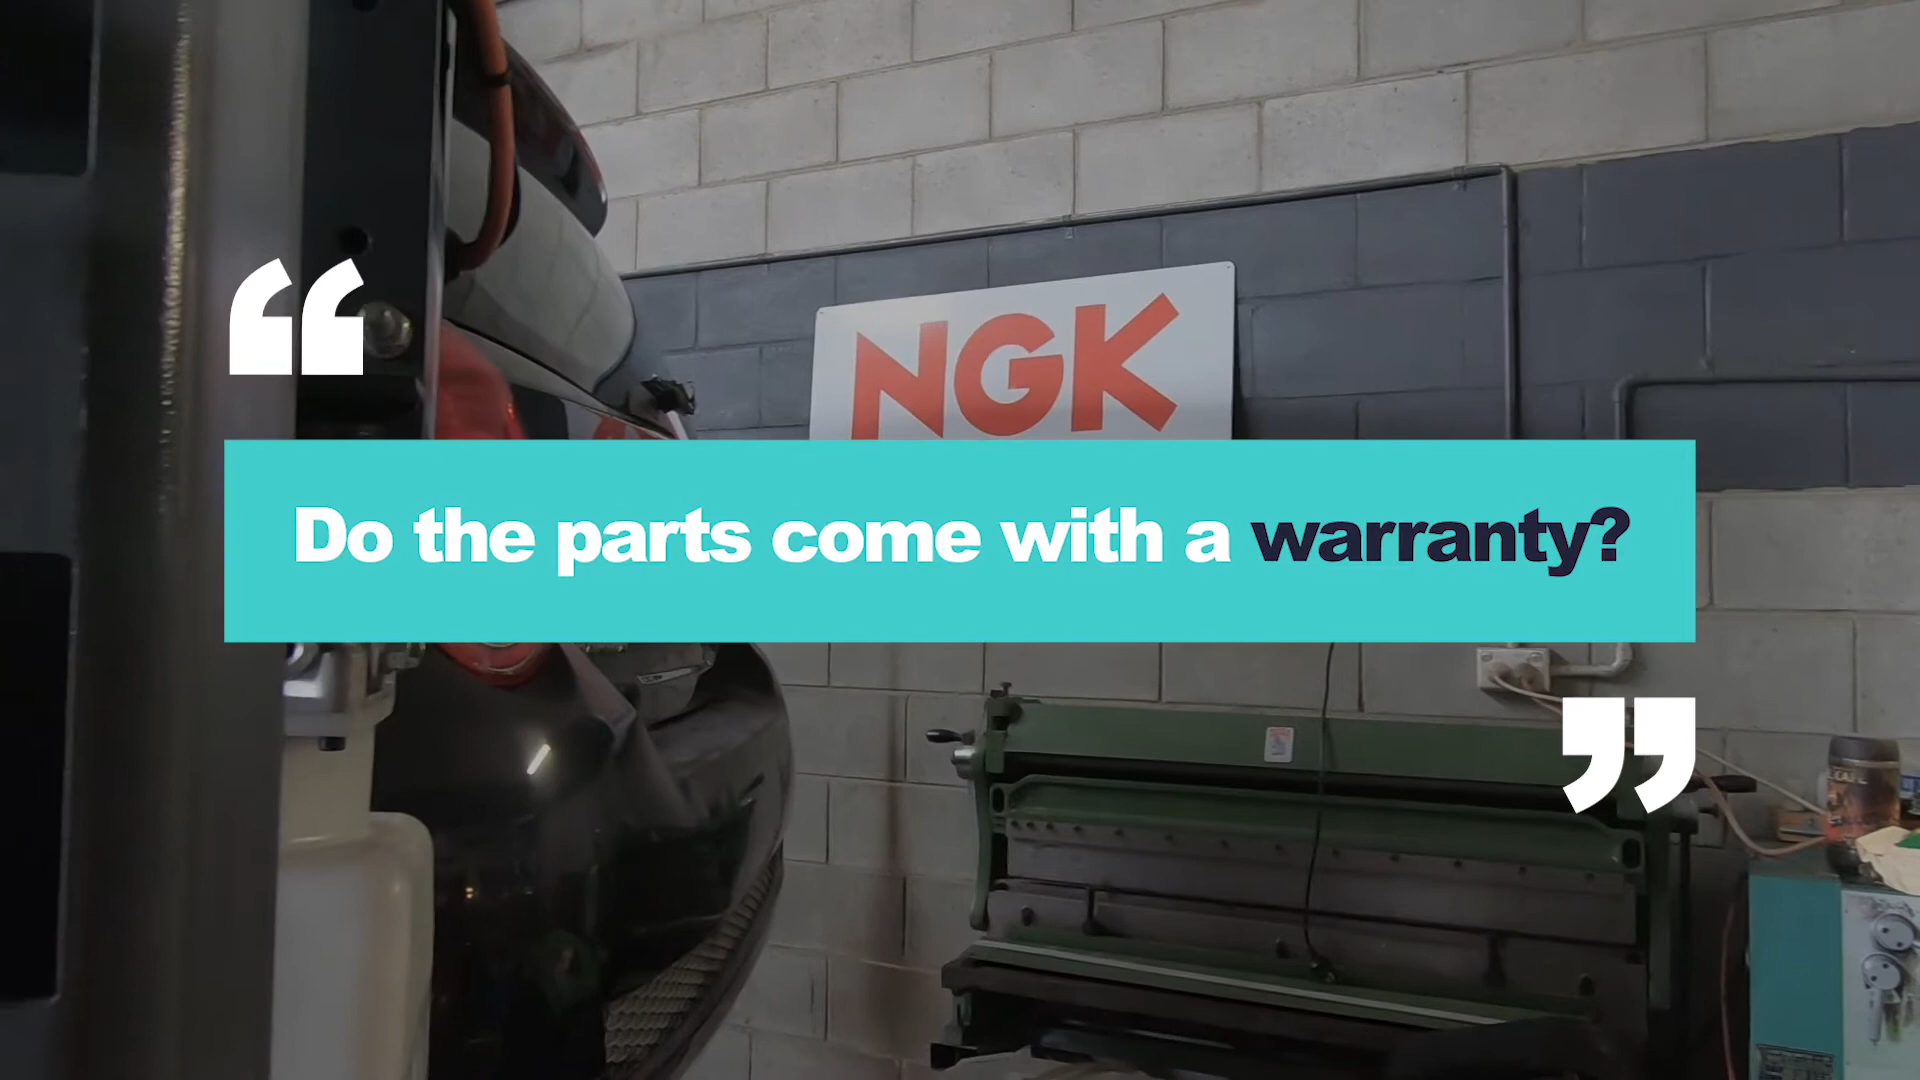 NGK
“
Do the parts come with a warranty?
”